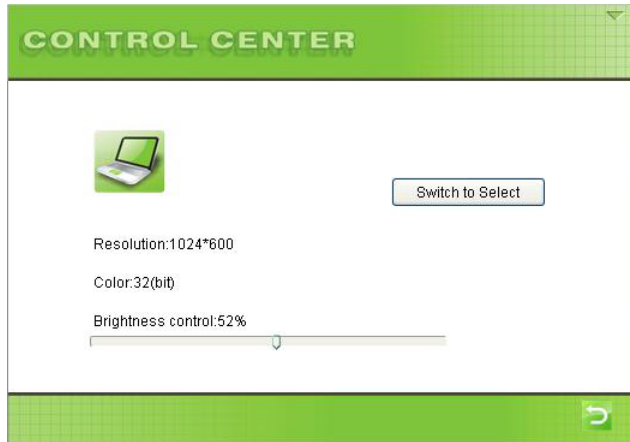 CONTROL CENTER
Switch to Select
Resolution:1024*600
Color:32(bit)
Brightness control:52%